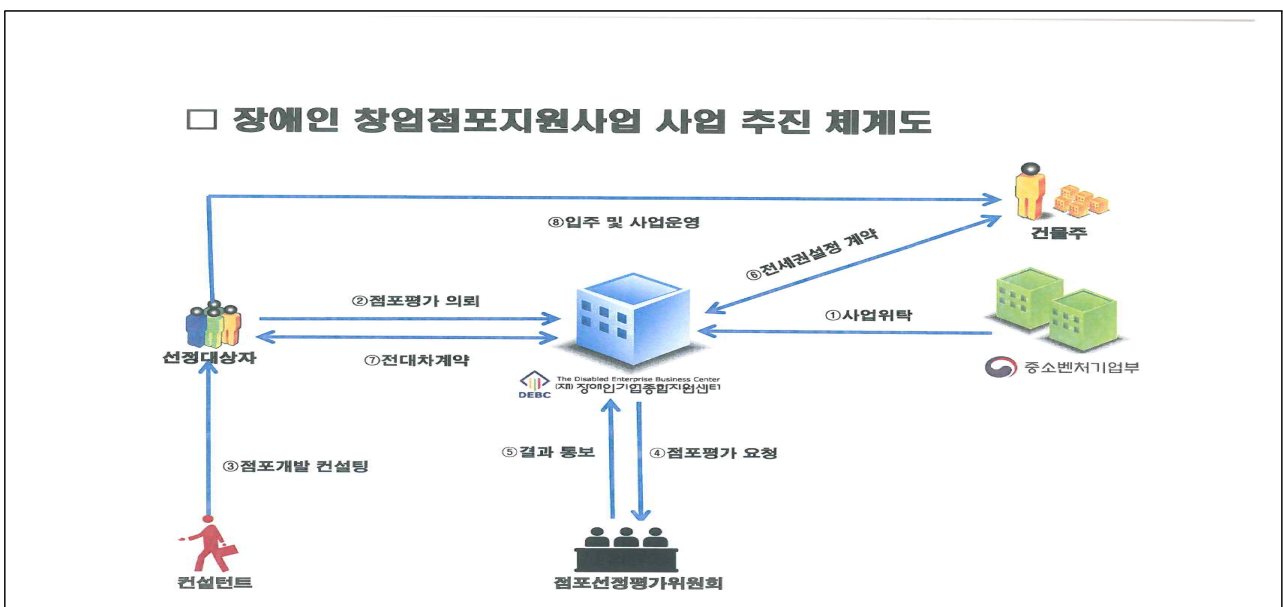 □ 장애인 창업점포지원사업 사업 추진 체계도
⑧입주 및 사업운영
건물주
⑥전세권설정 계약
②점포평가 의뢰
①사업위탁
선정대상자
⑦전대차계약
중소벤처기업부
DEBC
The Disabled Enterprise Business Center
(재) 장애인기업종합지원센터
⑤결과 통보
④점포평가 요청
③점포개발 컨설팅
컨설턴트
점포선정평가위원회